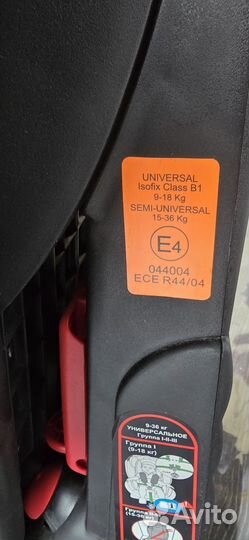 UNIVERSAL
Isofix Class B1
9-18 Kg
SEMI-UNIVERSAL
15-36 Kg
E4
044004
ECE R44/04
9-36 кг
УНИВЕРСАЛЬНОЕ
Группа I-II-III
Группа I
(9-18 кг)
Avito